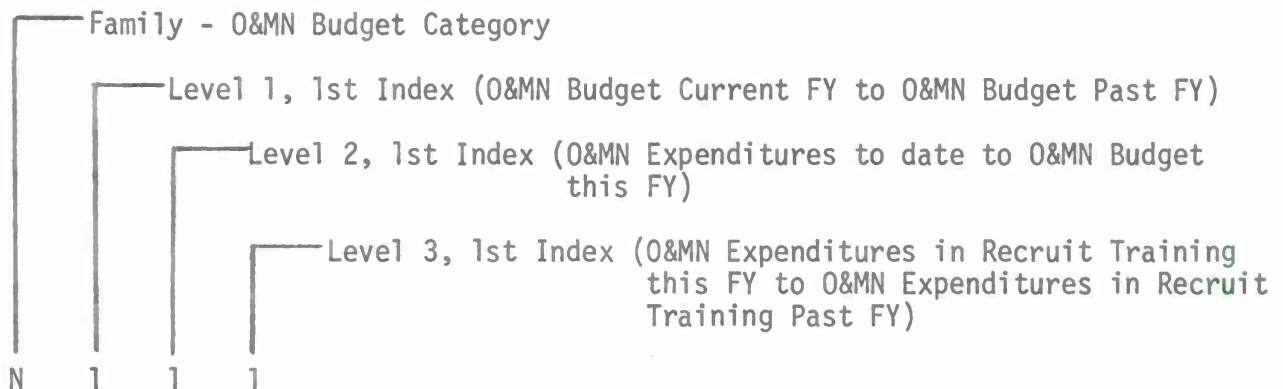 Family - O&MN Budget Category
Level 1, 1st Index (O&MN Budget Current FY to O&MN Budget Past FY)
Level 2, 1st Index (O&MN Expenditures to date to O&MN Budget
this FY)
Level 3, 1st Index (O&MN Expenditures in Recruit Training
this FY to O&MN Expenditures in Recruit
Training Past FY)
N 1 1 1